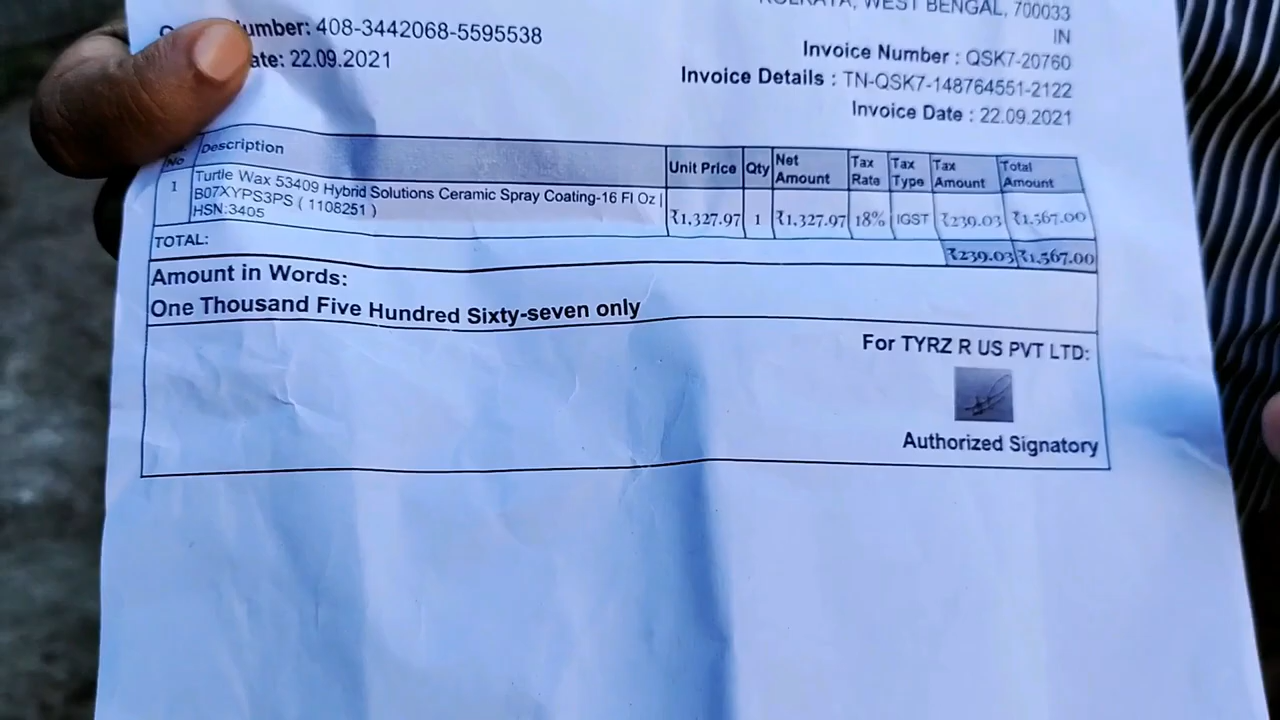 WEST BENGAL, 700033
IN
umber: 408-3442068-5595538
ate: 22.09.2021
Invoice Number : QSK7-20760
Invoice Details : TN-QSK7-148764551-2122
Invoice Date : 22.09.2021
No Description Unit Price Qty Net Amount Tax Rate Tax Type Tax Amount Total Amount
1 Turtle Wax 53409 Hybrid Solutions Ceramic Spray Coating-16 Fl Oz |
B07XYPS3PS ( 1108251 )
HSN:3405
₹1,327.97 1 ₹1,327.97 18% IGST ₹239.03 ₹1,567.00
TOTAL: ₹239.03 ₹1,567.00
Amount in Words:
One Thousand Five Hundred Sixty-seven only
For TYRZ R US PVT LTD:
Authorized Signatory